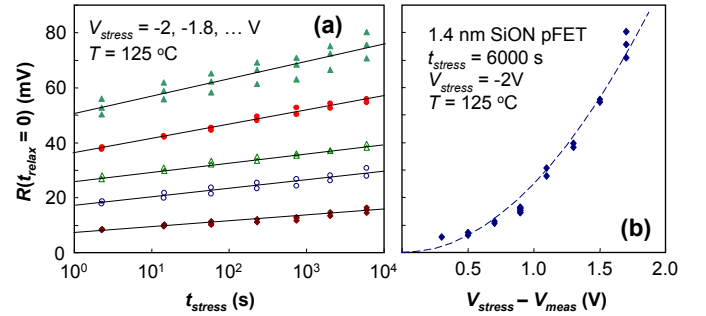 V_stress = -2, -1.8, ... V
(a)
T = 125 °C
R(t_relax = 0) (mV)
80
60
40
20
0
10^0 10^1 10^2 10^3 10^4
t_stress (s)
1.4 nm SiON pFET
t_stress = 6000 s
V_stress = -2V
T = 125 °C
(b)
0.5 1.0 1.5 2.0
V_stress – V_meas (V)